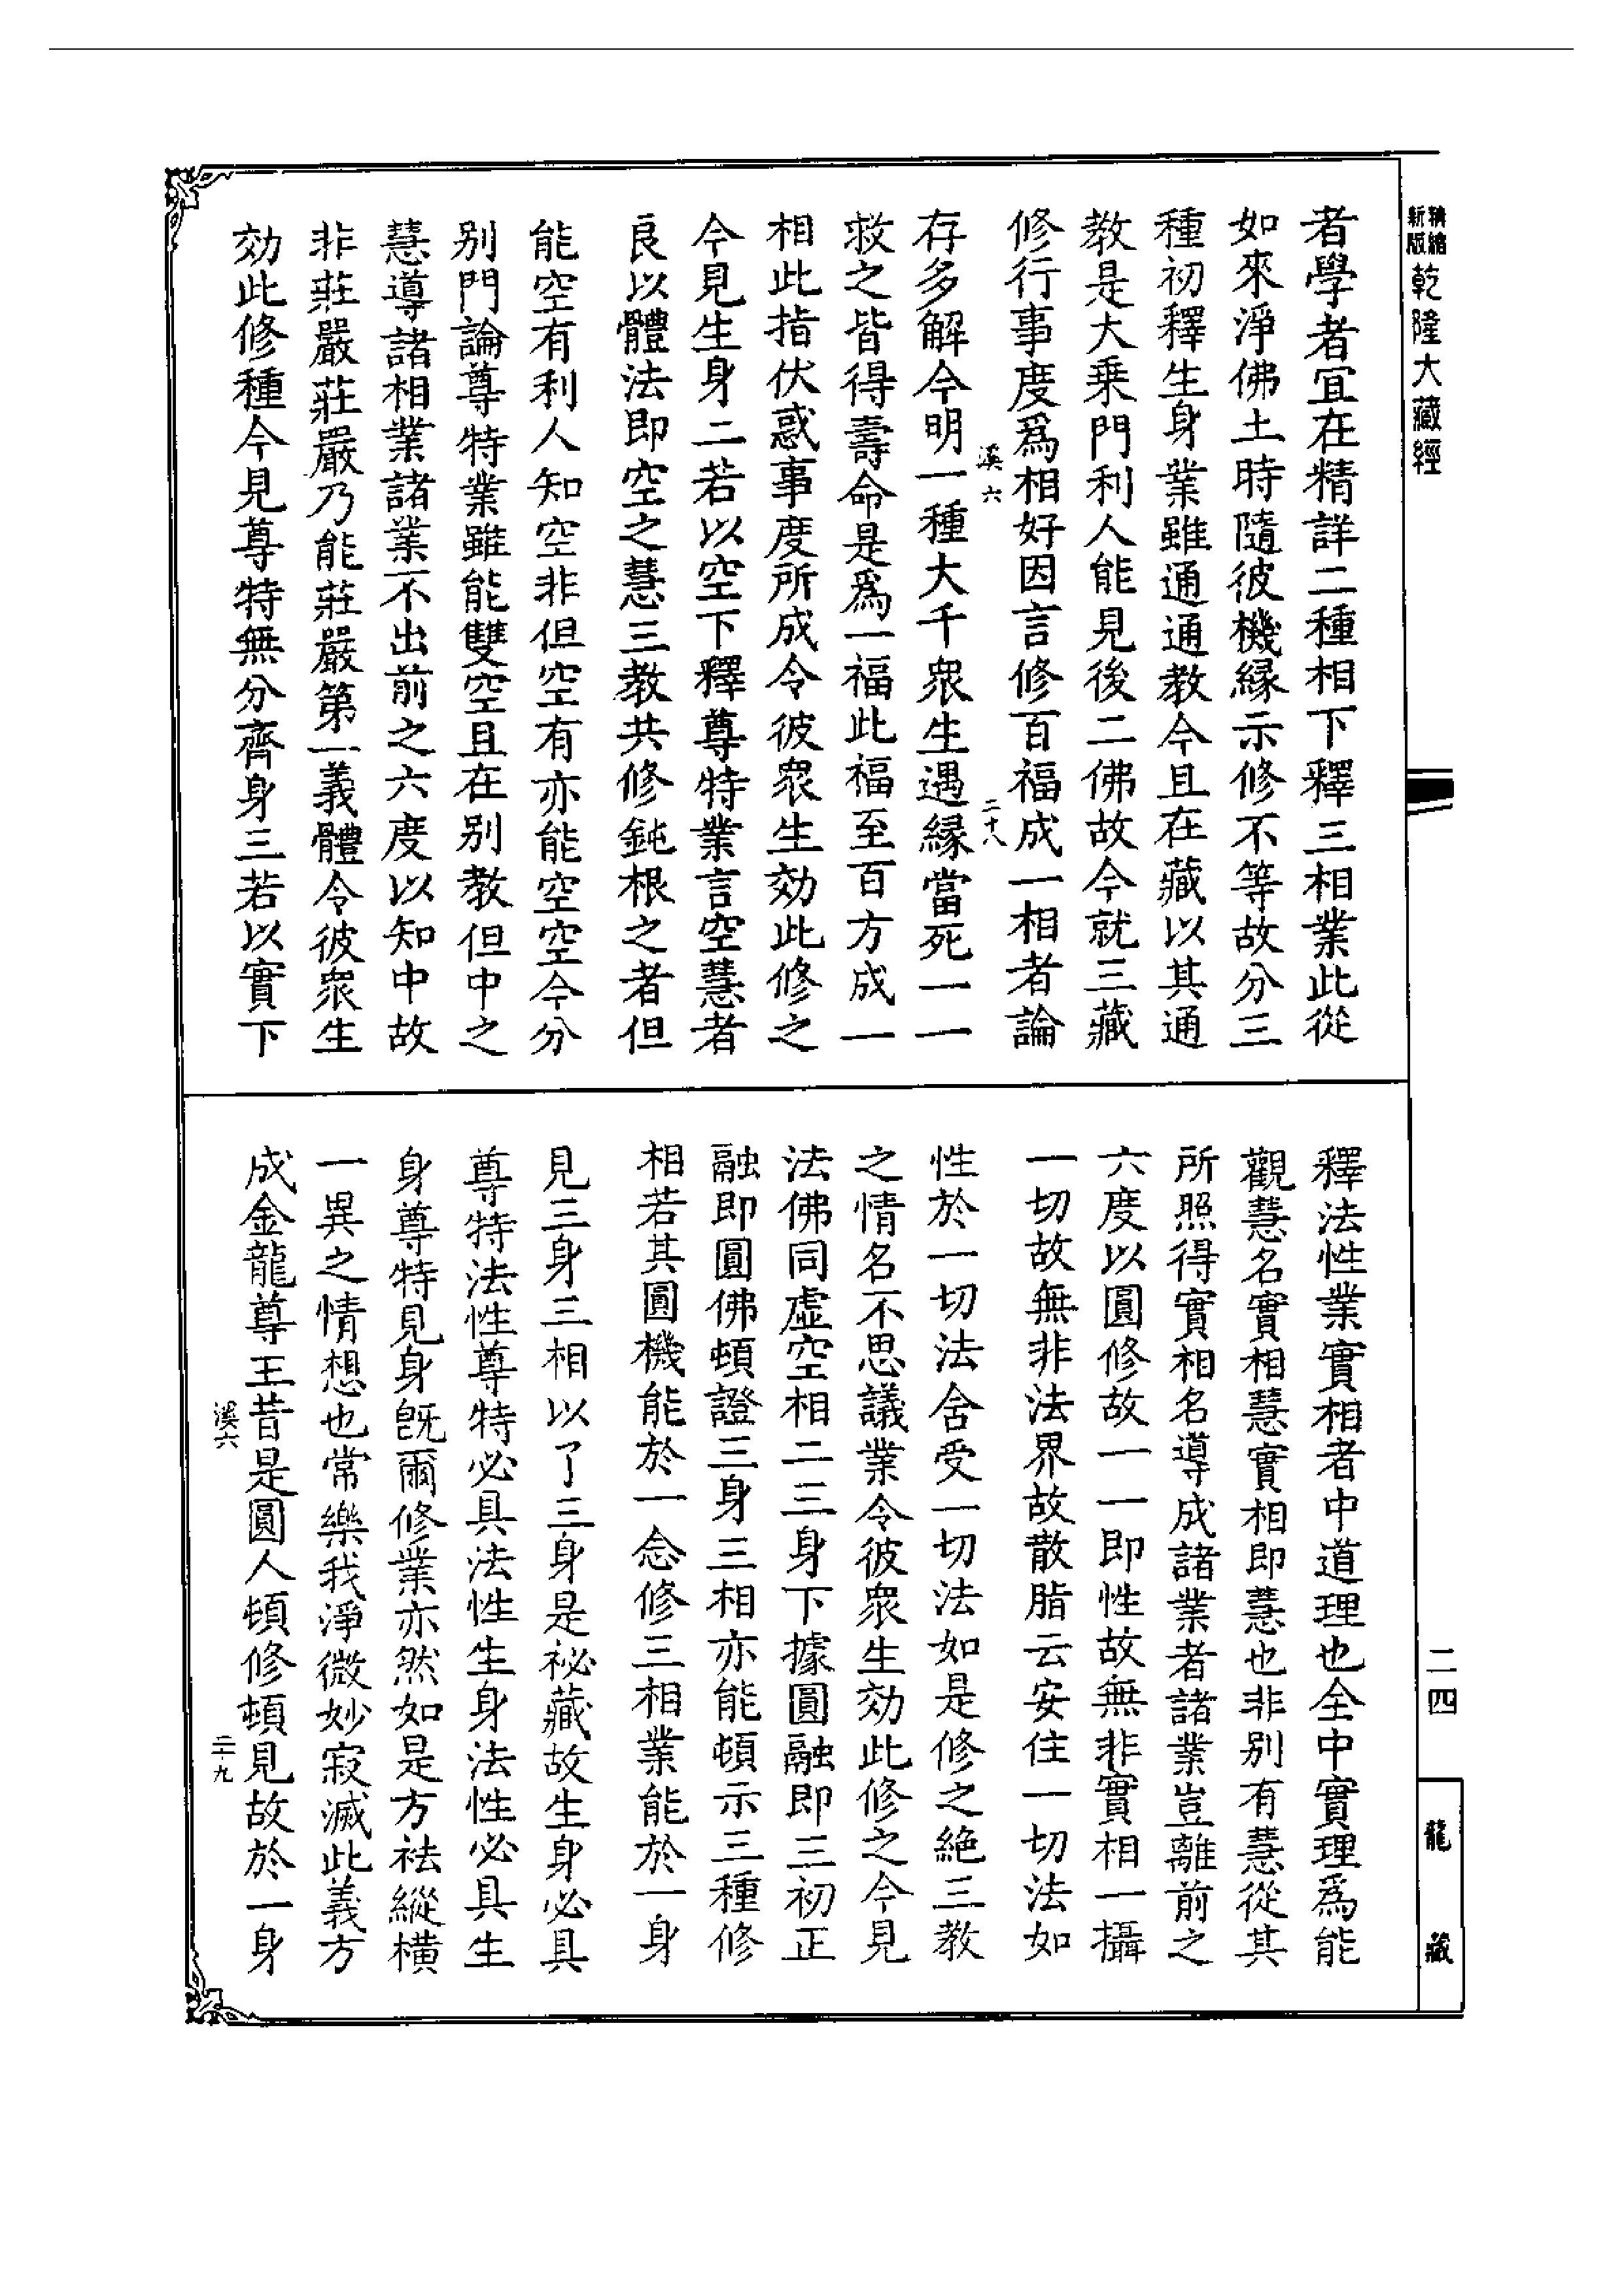 精縮新版乾隆大藏經
者學者宜在精詳二種相下釋三相業此從
如來淨佛土時隨彼機緣示修不等故分三
種初釋生身業雖通通教今且在藏以其通
教是大乘門利人能見後二佛故今就三藏
修行事度爲相好因言修百福成一相者論
溪六
二十八
存多解今明一種大千衆生遇緣當死一一
救之皆得壽命是爲一福此福至百方成一
相此指伏惑事度所成令彼衆生効此修之
今見生身二若以空下釋尊特業言空慧者
良以體法即空之慧三教共修鈍根之者但
能空有利人知空非但空有亦能空空今分
别門論尊特業雖能雙空且在别教但中之
慧導諸相業諸業不出前之六度以知中故
非莊嚴莊嚴乃能莊嚴第一義體令彼衆生
効此修種今見尊特無分齊身三若以實下
釋法性業實相者中道理也全中實理爲能
觀慧名實相慧實相即慧也非别有慧從其
所照得實相名導成諸業者諸業豈離前之
六度以圓修故一一即性故無非實相一攝
一切故無非法界故散脂云安住一切法如
性於一切法含受一切法如是修之絶三教
之情名不思議業令彼衆生効此修之今見
法佛同虛空相二三身下據圓融即三初正
融即圓佛頓證三身三相亦能頓示三種修
相若其圓機能於一念修三相業能於一身
見三身三相以了三身是祕藏故生身必具
尊特法性尊特必具法性生身法性必具生
身尊特見身既爾修業亦然如是方祛縱横
一異之情想也常樂我淨微妙寂滅此義方
成金龍尊王昔是圓人頓修頓見故於一身
溪六
二十九
二四
龍藏